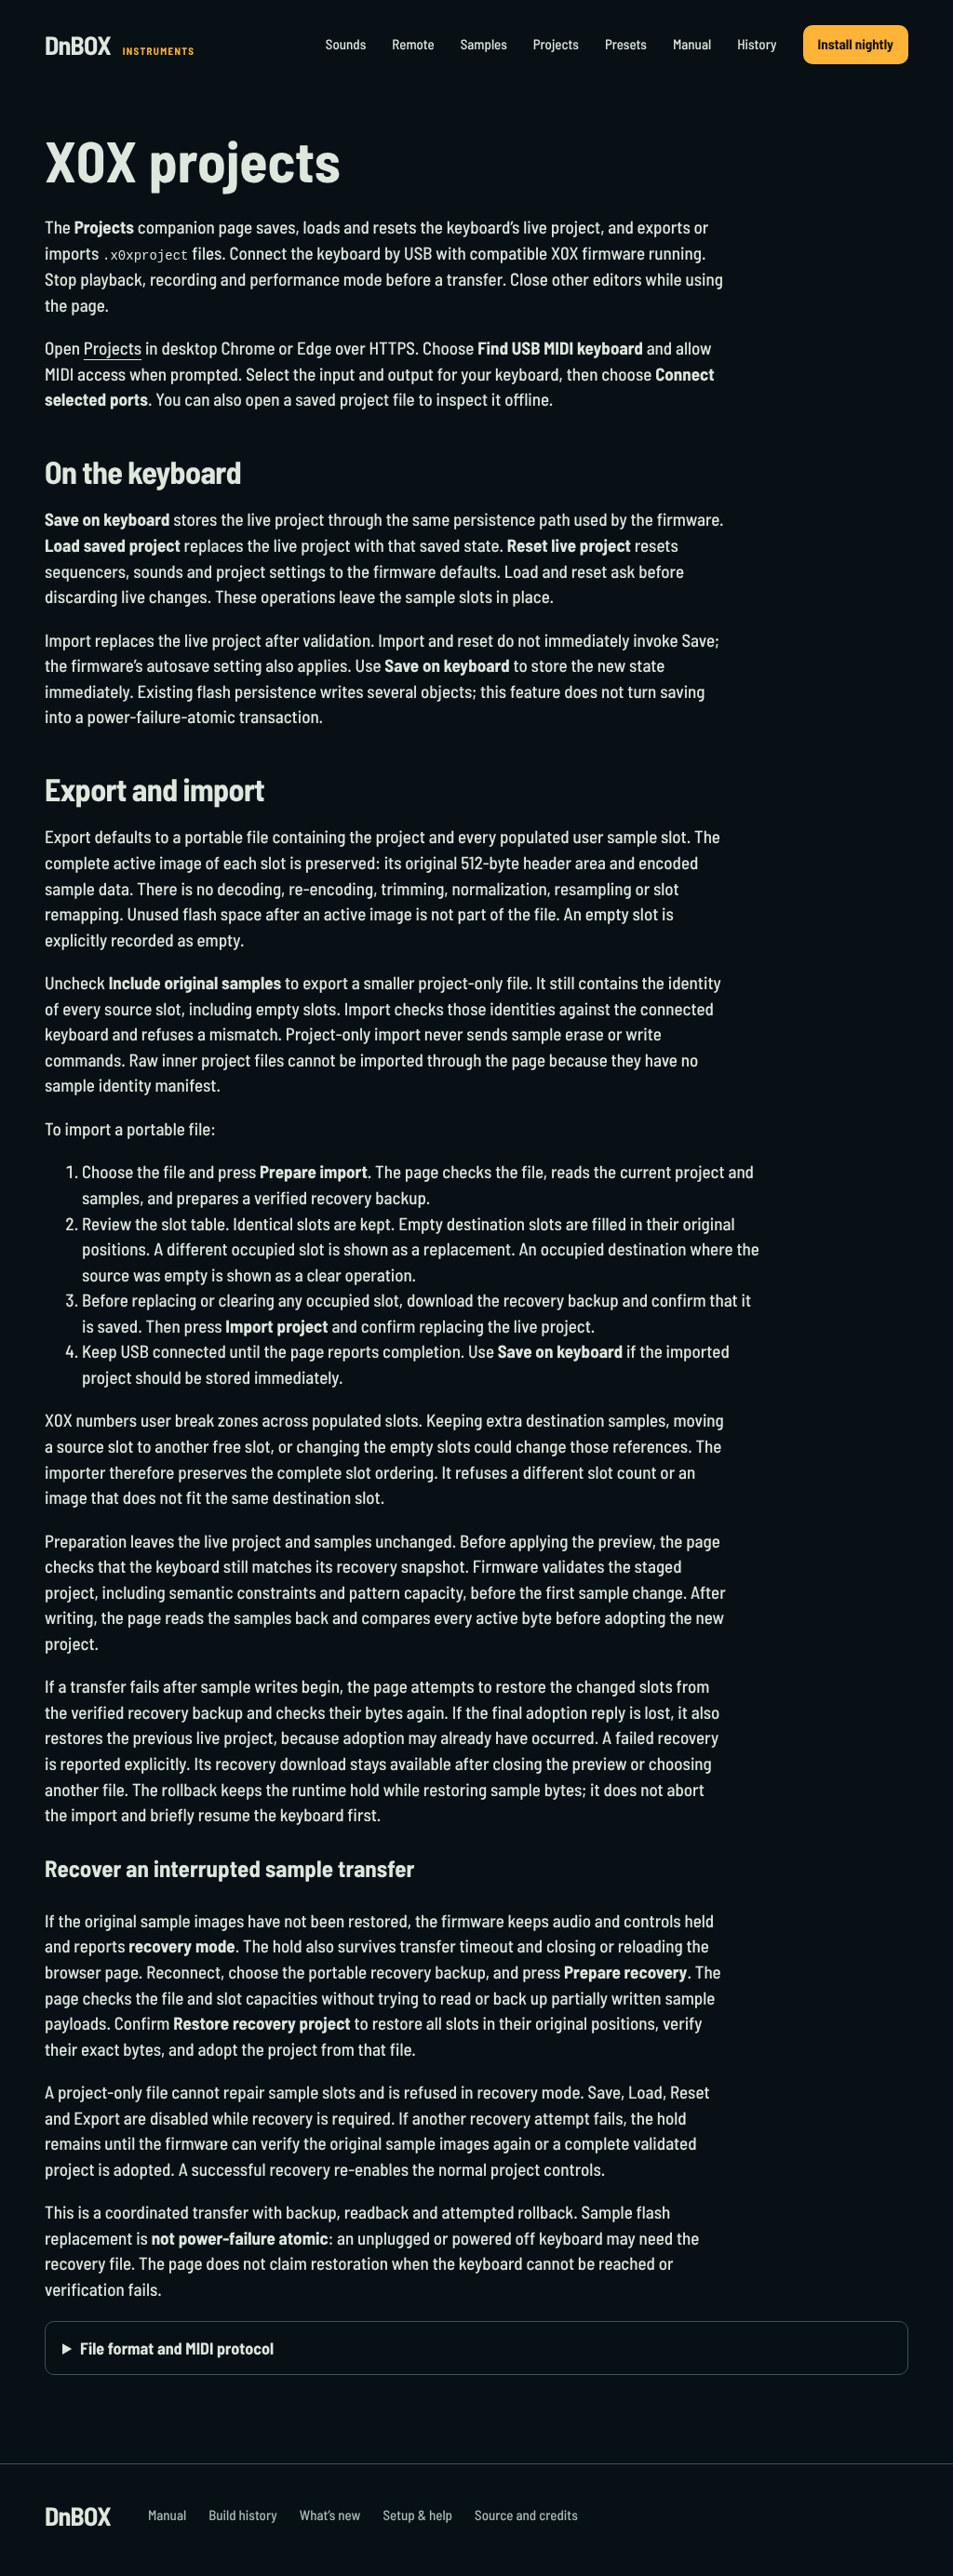 DnBOX INSTRUMENTS Sounds Remote Samples Projects Presets Manual History Install nightly
XOX projects
The Projects companion page saves, loads and resets the keyboard’s live project, and exports or
imports .x0xproject files. Connect the keyboard by USB with compatible XOX firmware running.
Stop playback, recording and performance mode before a transfer. Close other editors while using
the page.
Open Projects in desktop Chrome or Edge over HTTPS. Choose Find USB MIDI keyboard and allow
MIDI access when prompted. Select the input and output for your keyboard, then choose Connect
selected ports. You can also open a saved project file to inspect it offline.
On the keyboard
Save on keyboard stores the live project through the same persistence path used by the firmware.
Load saved project replaces the live project with that saved state. Reset live project resets
sequencers, sounds and project settings to the firmware defaults. Load and reset ask before
discarding live changes. These operations leave the sample slots in place.
Import replaces the live project after validation. Import and reset do not immediately invoke Save;
the firmware’s autosave setting also applies. Use Save on keyboard to store the new state
immediately. Existing flash persistence writes several objects; this feature does not turn saving
into a power-failure-atomic transaction.
Export and import
Export defaults to a portable file containing the project and every populated user sample slot. The
complete active image of each slot is preserved: its original 512-byte header area and encoded
sample data. There is no decoding, re-encoding, trimming, normalization, resampling or slot
remapping. Unused flash space after an active image is not part of the file. An empty slot is
explicitly recorded as empty.
Uncheck Include original samples to export a smaller project-only file. It still contains the identity
of every source slot, including empty slots. Import checks those identities against the connected
keyboard and refuses a mismatch. Project-only import never sends sample erase or write
commands. Raw inner project files cannot be imported through the page because they have no
sample identity manifest.
To import a portable file:
1. Choose the file and press Prepare import. The page checks the file, reads the current project and
samples, and prepares a verified recovery backup.
2. Review the slot table. Identical slots are kept. Empty destination slots are filled in their original
positions. A different occupied slot is shown as a replacement. An occupied destination where the
source was empty is shown as a clear operation.
3. Before replacing or clearing any occupied slot, download the recovery backup and confirm that it
is saved. Then press Import project and confirm replacing the live project.
4. Keep USB connected until the page reports completion. Use Save on keyboard if the imported
project should be stored immediately.
XOX numbers user break zones across populated slots. Keeping extra destination samples, moving
a source slot to another free slot, or changing the empty slots could change those references. The
importer therefore preserves the complete slot ordering. It refuses a different slot count or an
image that does not fit the same destination slot.
Preparation leaves the live project and samples unchanged. Before applying the preview, the page
checks that the keyboard still matches its recovery snapshot. Firmware validates the staged
project, including semantic constraints and pattern capacity, before the first sample change. After
writing, the page reads the samples back and compares every active byte before adopting the new
project.
If a transfer fails after sample writes begin, the page attempts to restore the changed slots from
the verified recovery backup and checks their bytes again. If the final adoption reply is lost, it also
restores the previous live project, because adoption may already have occurred. A failed recovery
is reported explicitly. Its recovery download stays available after closing the preview or choosing
another file. The rollback keeps the runtime hold while restoring sample bytes; it does not abort
the import and briefly resume the keyboard first.
Recover an interrupted sample transfer
If the original sample images have not been restored, the firmware keeps audio and controls held
and reports recovery mode. The hold also survives transfer timeout and closing or reloading the
browser page. Reconnect, choose the portable recovery backup, and press Prepare recovery. The
page checks the file and slot capacities without trying to read or back up partially written sample
payloads. Confirm Restore recovery project to restore all slots in their original positions, verify
their exact bytes, and adopt the project from that file.
A project-only file cannot repair sample slots and is refused in recovery mode. Save, Load, Reset
and Export are disabled while recovery is required. If another recovery attempt fails, the hold
remains until the firmware can verify the original sample images again or a complete validated
project is adopted. A successful recovery re-enables the normal project controls.
This is a coordinated transfer with backup, readback and attempted rollback. Sample flash
replacement is not power-failure atomic: an unplugged or powered off keyboard may need the
recovery file. The page does not claim restoration when the keyboard cannot be reached or
verification fails.
File format and MIDI protocol
DnBOX Manual Build history What’s new Setup & help Source and credits